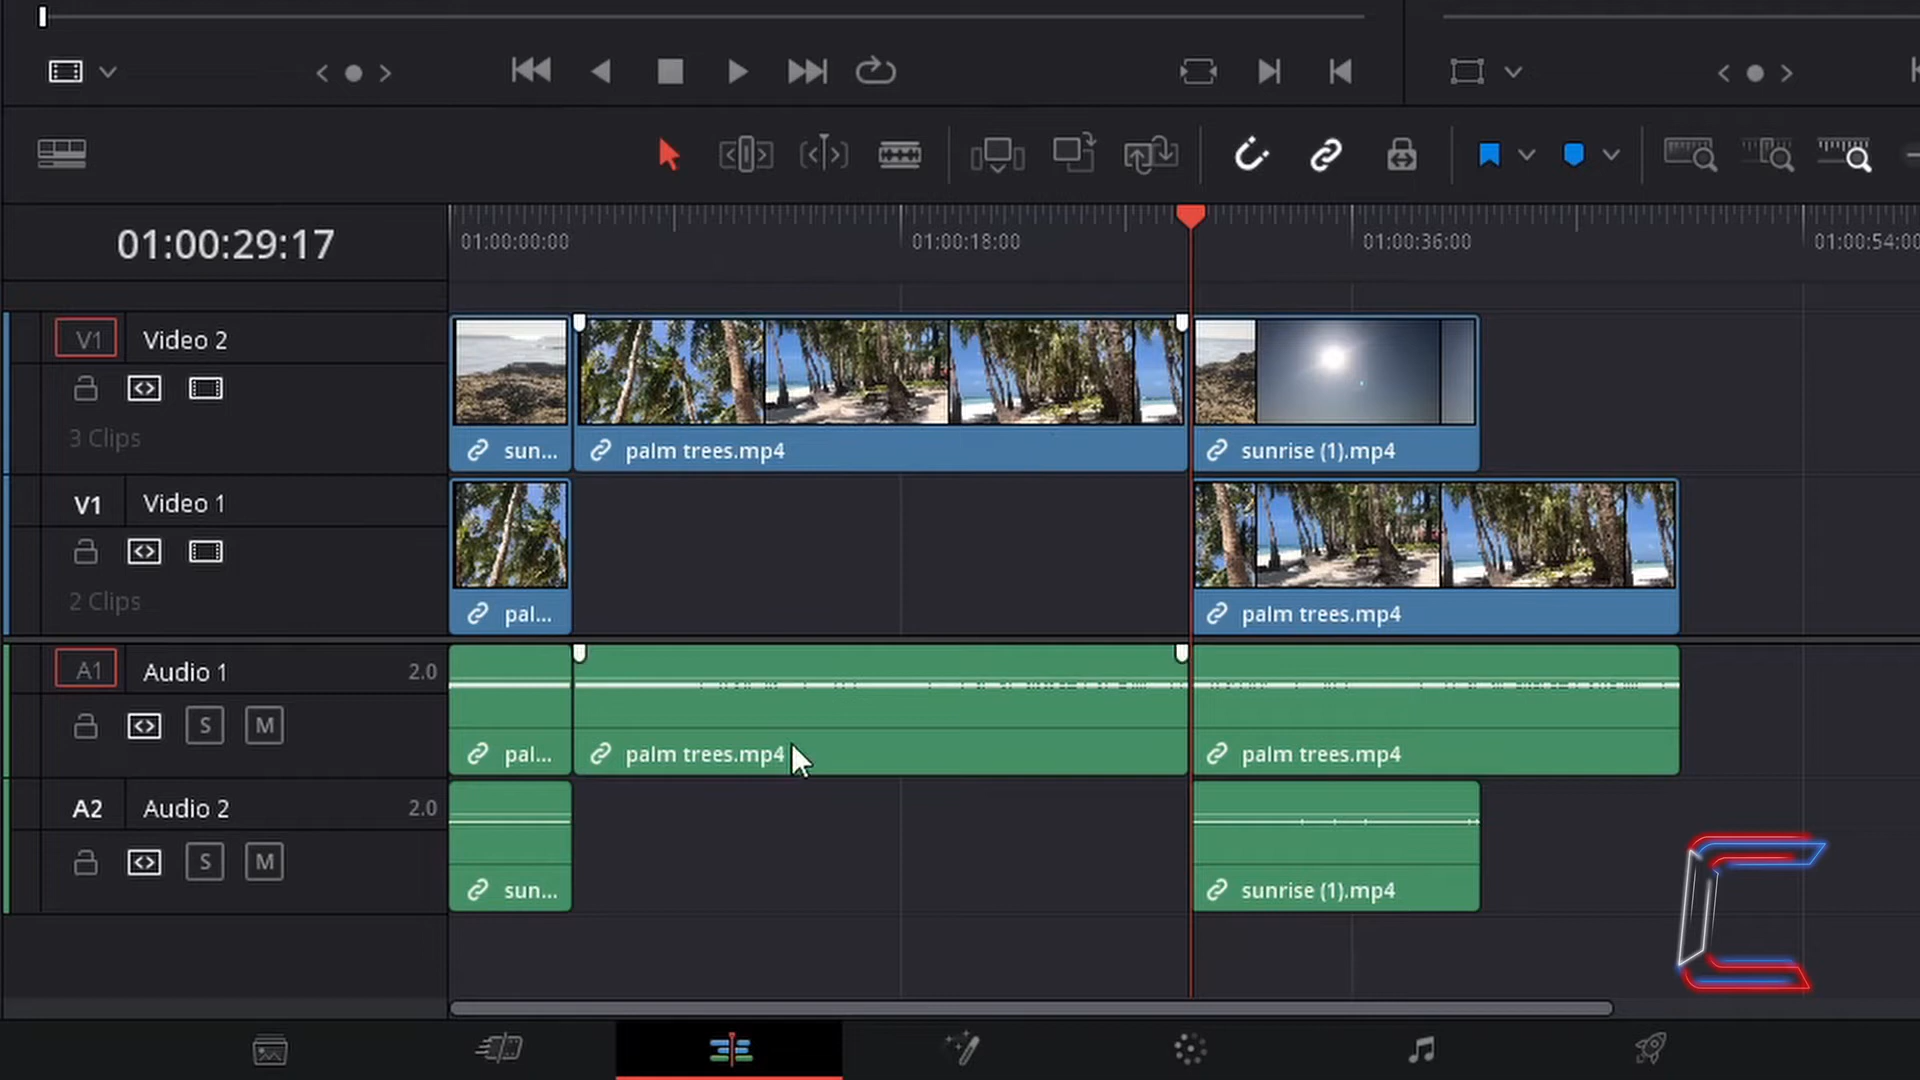 01:00:29:17
01:00:00:00
01:00:18:00
01:00:36:00
01:00:54:00
V1
Video 2
3 Clips
sun...
palm trees.mp4
sunrise (1).mp4
V1
Video 1
2 Clips
pal...
palm trees.mp4
A1
Audio 1
2.0
S
M
pal...
palm trees.mp4
palm trees.mp4
A2
Audio 2
2.0
S
M
sun...
sunrise (1).mp4